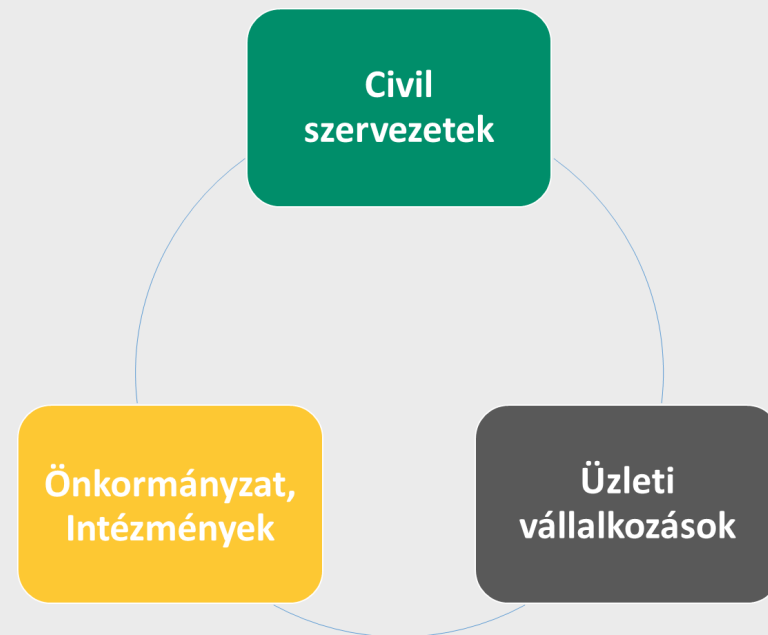 Civil
szervezetek
Önkormányzat,
Intézmények
Üzleti
vállalkozások